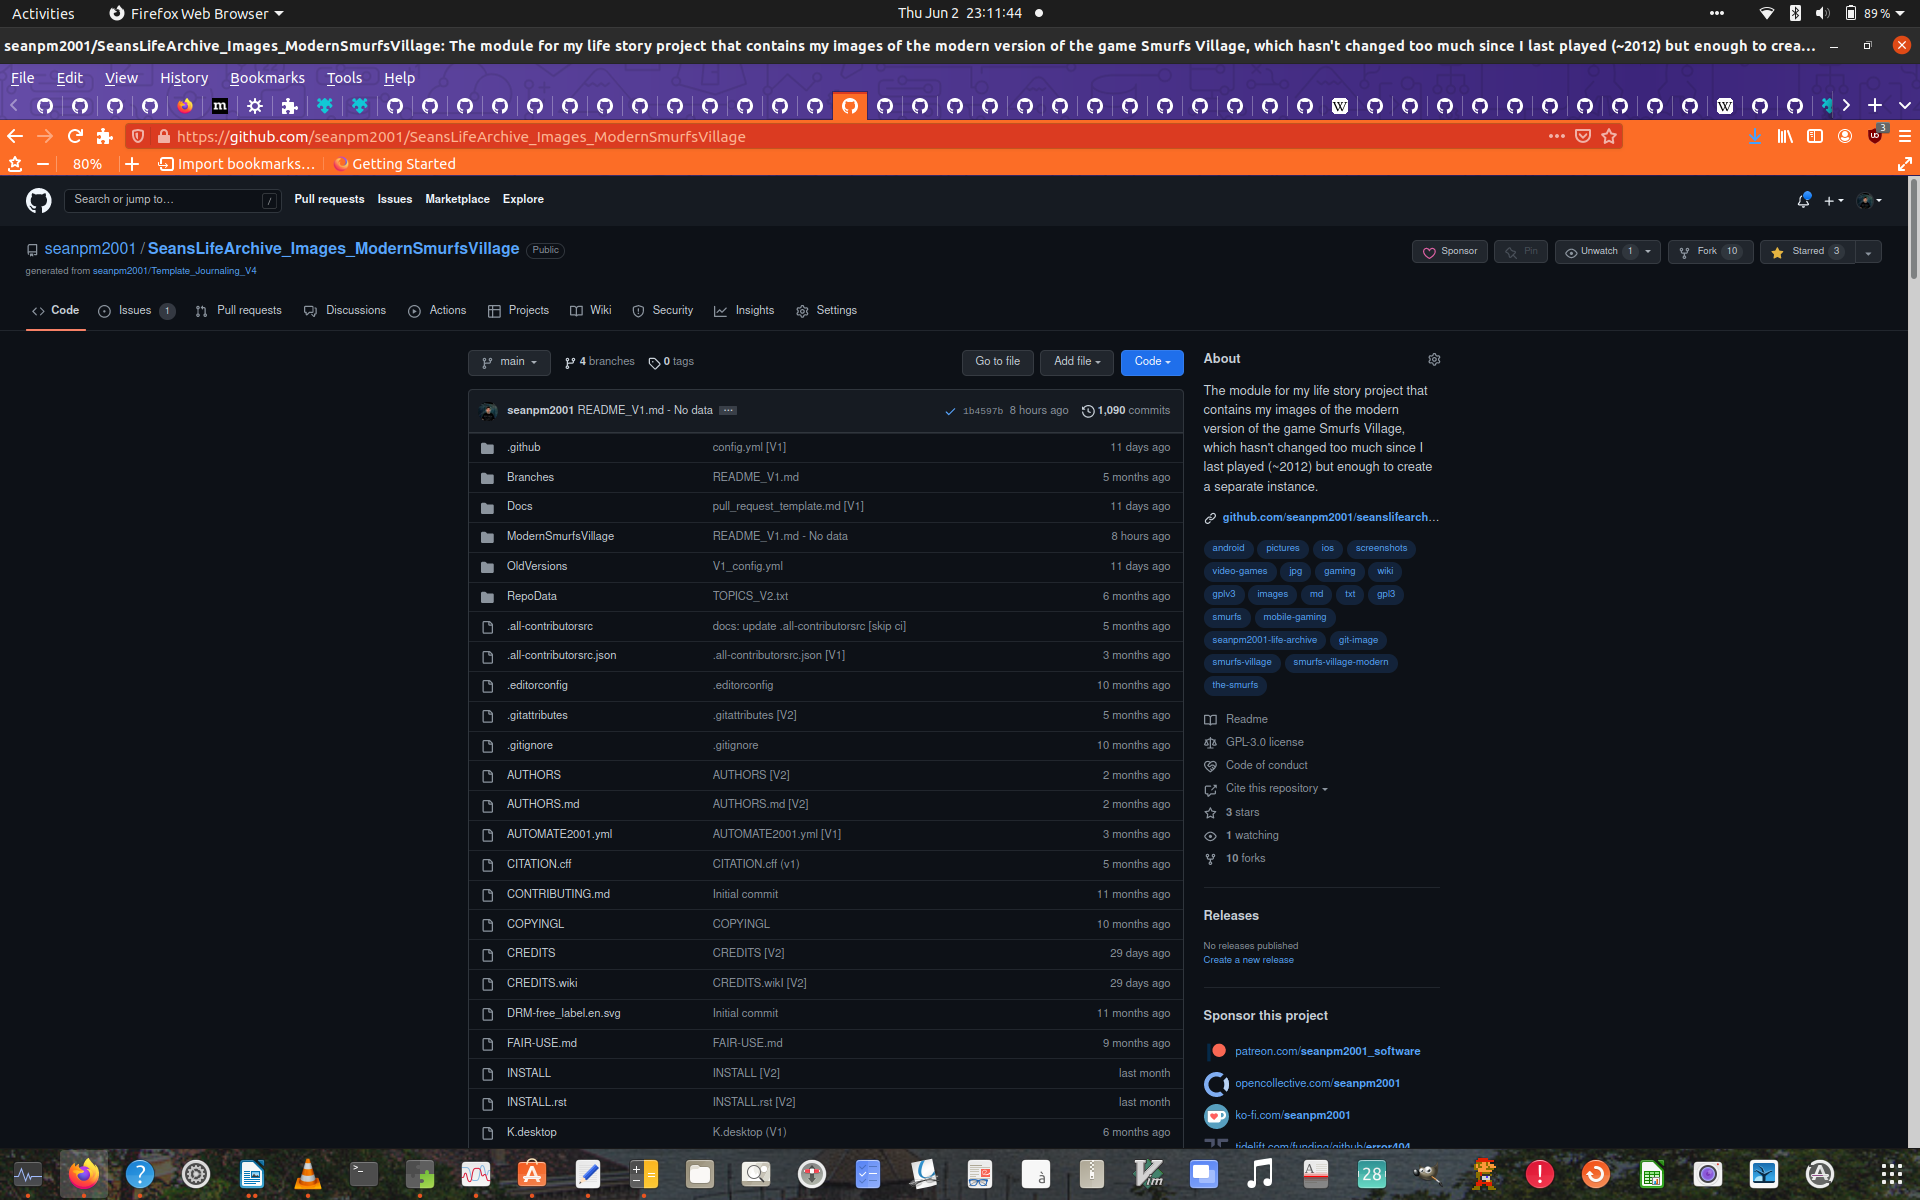 Activities Firefox Web Browser Thu Jun 2 23:11:44 89 %
seanpm2001/SeansLifeArchive_Images_ModernSmurfsVillage: The module for my life story project that contains my images of the modern version of the game Smurfs Village, which hasn't changed too much since I last played (~2012) but enough to crea…
File Edit View History Bookmarks Tools Help
https://github.com/seanpm2001/SeansLifeArchive_Images_ModernSmurfsVillage 3
80% Import bookmarks… Getting Started
Search or jump to… / Pull requests Issues Marketplace Explore
seanpm2001 / SeansLifeArchive_Images_ModernSmurfsVillage Public Sponsor Pin Unwatch 1 Fork 10 Starred 3
generated from seanpm2001/Template_Journaling_V4
Code Issues 1 Pull requests Discussions Actions Projects Wiki Security Insights Settings
main 4 branches 0 tags Go to file Add file Code
seanpm2001 README_V1.md - No data 1b4597b 8 hours ago 1,090 commits
.github config.yml [V1] 11 days ago
Branches README_V1.md 5 months ago
Docs pull_request_template.md [V1] 11 days ago
ModernSmurfsVillage README_V1.md - No data 8 hours ago
OldVersions V1_config.yml 11 days ago
RepoData TOPICS_V2.txt 6 months ago
.all-contributorsrc docs: update .all-contributorsrc [skip ci] 5 months ago
.all-contributorsrc.json .all-contributorsrc.json [V1] 3 months ago
.editorconfig .editorconfig 10 months ago
.gitattributes .gitattributes [V2] 5 months ago
.gitignore .gitignore 10 months ago
AUTHORS AUTHORS [V2] 2 months ago
AUTHORS.md AUTHORS.md [V2] 2 months ago
AUTOMATE2001.yml AUTOMATE2001.yml [V1] 3 months ago
CITATION.cff CITATION.cff (v1) 5 months ago
CONTRIBUTING.md Initial commit 11 months ago
COPYINGL COPYINGL 10 months ago
CREDITS CREDITS [V2] 29 days ago
CREDITS.wiki CREDITS.wikI [V2] 29 days ago
DRM-free_label.en.svg Initial commit 11 months ago
FAIR-USE.md FAIR-USE.md 9 months ago
INSTALL INSTALL [V2] last month
INSTALL.rst INSTALL.rst [V2] last month
K.desktop K.desktop (V1) 6 months ago
About
The module for my life story project that
contains my images of the modern
version of the game Smurfs Village,
which hasn't changed too much since I
last played (~2012) but enough to create
a separate instance.
github.com/seanpm2001/seanslifearch…
android pictures ios screenshots
video-games jpg gaming wiki
gplv3 images md txt gpl3
smurfs mobile-gaming
seanpm2001-life-archive git-image
smurfs-village smurfs-village-modern
the-smurfs
Readme
GPL-3.0 license
Code of conduct
Cite this repository
3 stars
1 watching
10 forks
Releases
No releases published
Create a new release
Sponsor this project
patreon.com/seanpm2001_software
opencollective.com/seanpm2001
ko-fi.com/seanpm2001
tidelift.com/funding/github/error404
28